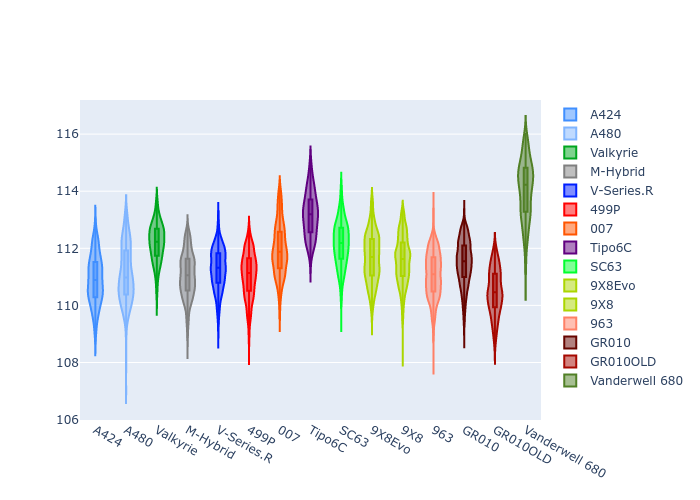 116
114
112
110
108
106
A424
A480
Valkyrie
M-Hybrid
V-Series.R
499P
007
Tipo6C
SC63
9X8Evo
9X8
963
GR010
GR010OLD
Vanderwell 680
A424
A480
Valkyrie
M-Hybrid
V-Series.R
499P
007
Tipo6C
SC63
9X8Evo
9X8
963
GR010
GR010OLD
Vanderwell 680